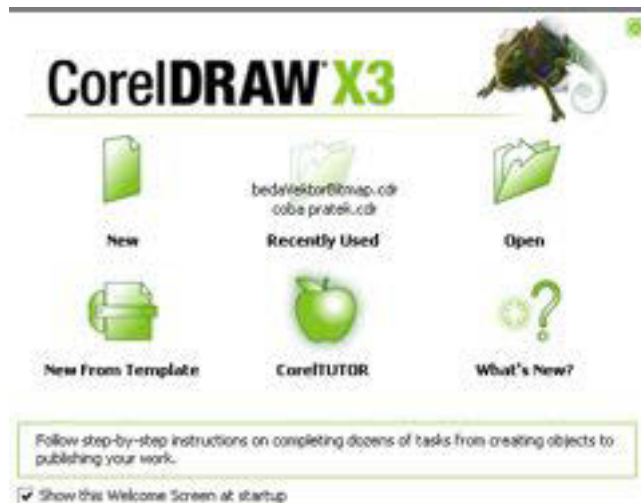 CorelDRAW X3
bedaVektorBitmap.cdr
coba pratek.cdr
New
Recently Used
Open
New From Template
CorelTUTOR
What's New?
Follow step-by-step instructions on completing dozens of tasks from creating objects to
publishing your work.
Show this Welcome Screen at startup